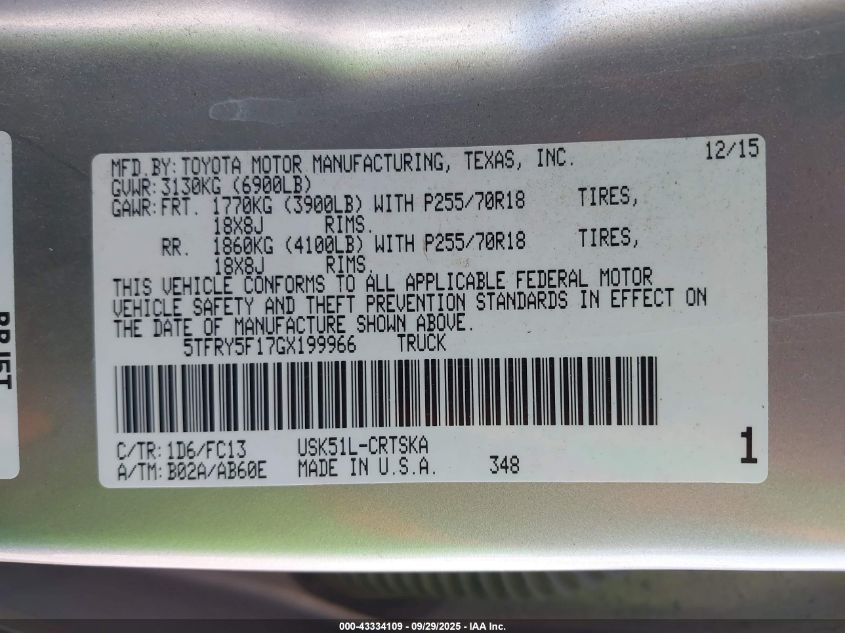 MFD.BY:TOYOTA MOTOR MANUFACTURING, TEXAS, INC. 12/15
GVWR:3130KG (6900LB)
GAWR:FRT. 1770KG (3900LB) WITH P255/70R18 TIRES,
18X8J RIMS.
RR. 1860KG (4100LB) WITH P255/70R18 TIRES,
18X8J RIMS.
THIS VEHICLE CONFORMS TO ALL APPLICABLE FEDERAL MOTOR
VEHICLE SAFETY AND THEFT PREVENTION STANDARDS IN EFFECT ON
THE DATE OF MANUFACTURE SHOWN ABOVE.
5TFRY5F17GX199966 TRUCK
C/TR:1D6/FC13 USK51L-CRTSKA
A/TM:B02A/AB60E MADE IN U.S.A. 348
1
000-43334109 - 09/29/2025 - IAA Inc.